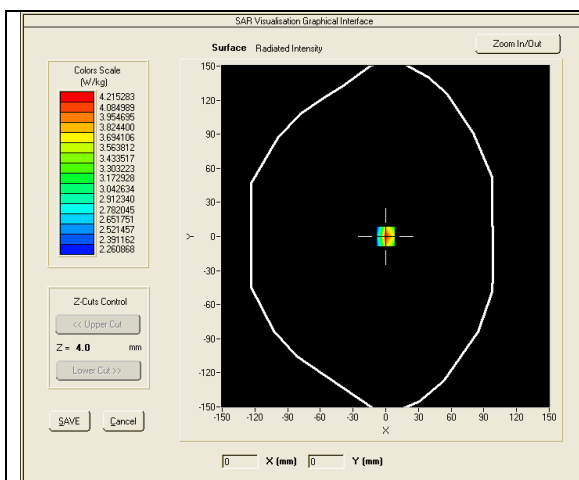 SAR Visualisation Graphical Interface
Surface Radiated Intensity
Zoom In/Out
Colors Scale
(W/kg)
4.215283
4.084989
3.954695
3.824400
3.694106
3.563812
3.433517
3.303223
3.172928
3.042634
2.912340
2.782045
2.651751
2.521457
2.391162
2.260868
Z-Cuts Control
<< Upper Cut
Z = 4.0 mm
Lower Cut >>
SAVE Cancel
150-
120-
90-
60-
30-
0-
-30-
-60-
-90-
-120-
-150-
Y
-150 -120 -90 -60 -30 0 30 60 90 120 150
X
0 X (mm) 0 Y (mm)